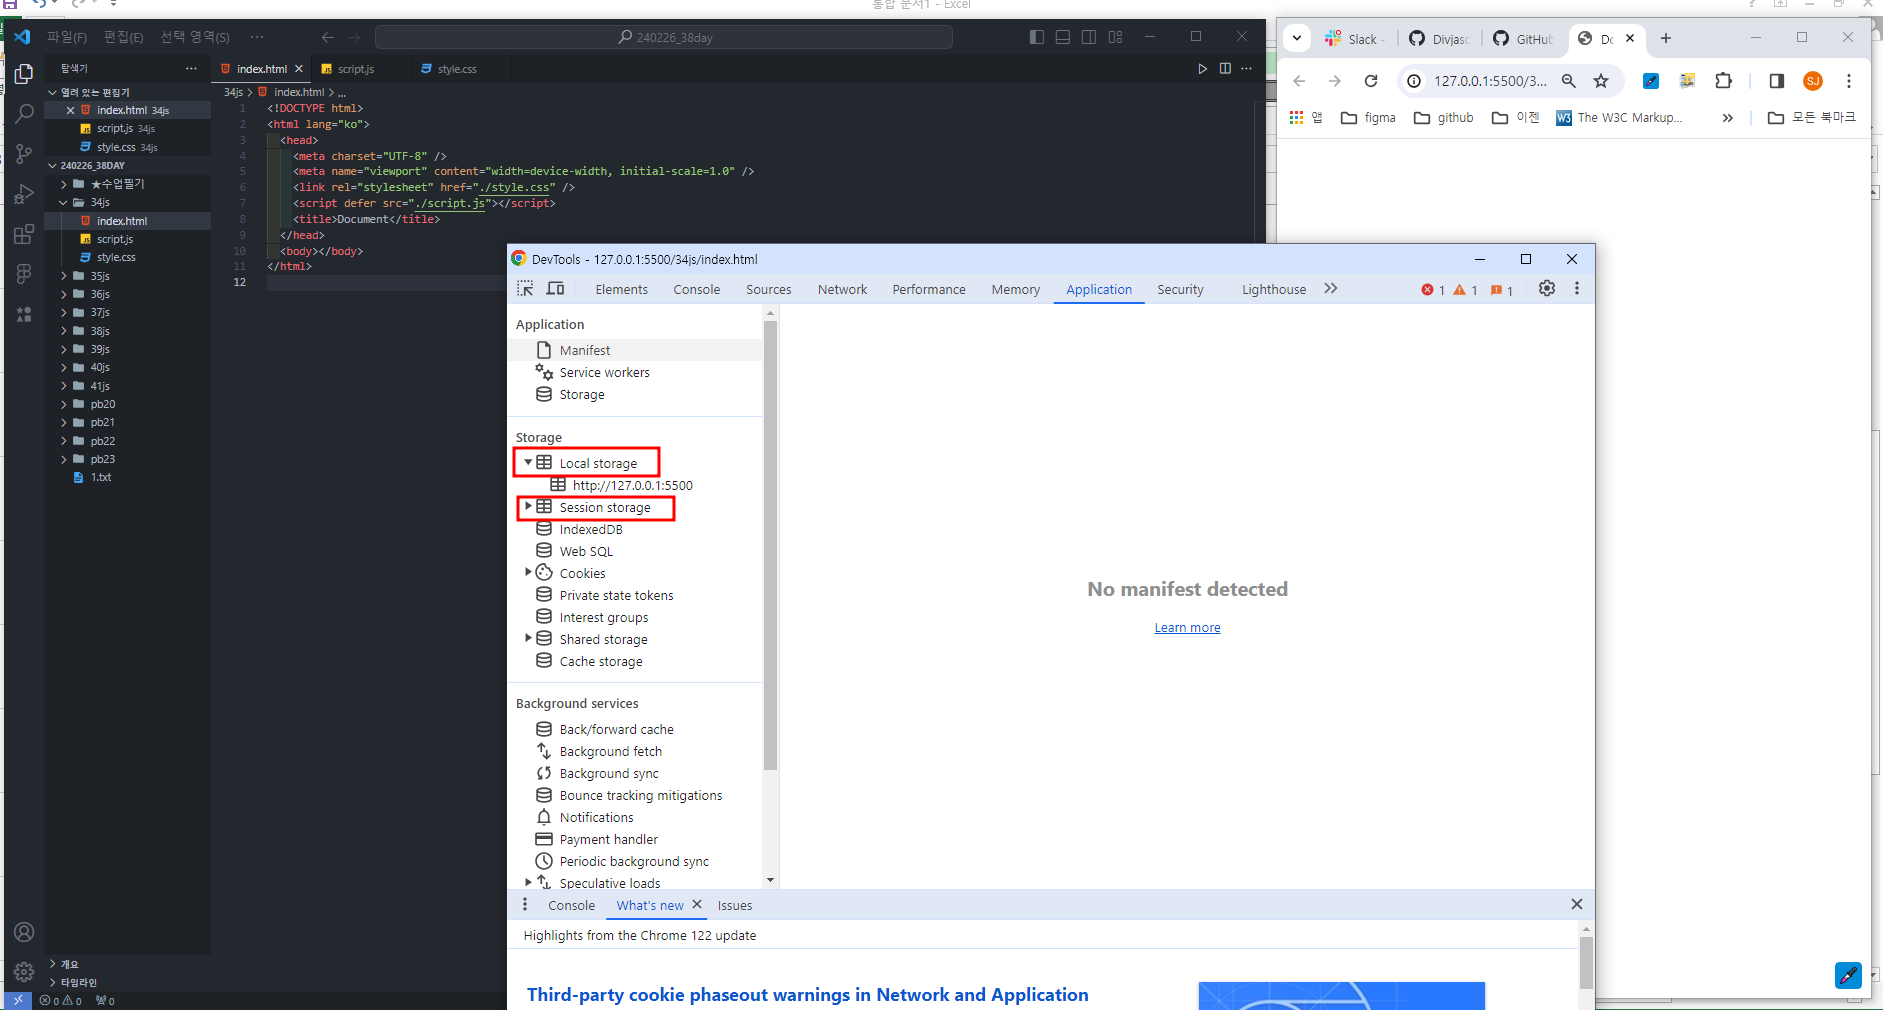 통합 문서1 - Excel
파일(F) 편집(E) 선택 영역(S) ...
240226_38day
탐색기
index.html
script.js
style.css
열려 있는 편집기
index.html 34js
script.js 34js
style.css 34js
240226_38DAY
★수업필기
34js
index.html
script.js
style.css
35js
36js
37js
38js
39js
40js
41js
pb20
pb21
pb22
pb23
1.txt
개요
타임라인
0 0 0
34js > index.html > ...
1 <!DOCTYPE html>
2 <html lang="ko">
3 <head>
4 <meta charset="UTF-8" />
5 <meta name="viewport" content="width=device-width, initial-scale=1.0" />
6 <link rel="stylesheet" href="./style.css" />
7 <script defer src="./script.js"></script>
8 <title>Document</title>
9 </head>
10 <body></body>
11 </html>
12
Slack -
Divjasc
GitHub
Do
127.0.0.1:5500/3...
SJ
앱
figma
github
이젠
W3
The W3C Markup...
모든 북마크
DevTools - 127.0.0.1:5500/34js/index.html
Elements Console Sources Network Performance Memory Application Security Lighthouse
1 1 1
Application
Manifest
Service workers
Storage
Storage
Local storage
http://127.0.0.1:5500
Session storage
IndexedDB
Web SQL
Cookies
Private state tokens
Interest groups
Shared storage
Cache storage
Background services
Back/forward cache
Background fetch
Background sync
Bounce tracking mitigations
Notifications
Payment handler
Periodic background sync
Speculative loads
No manifest detected
Learn more
Console What's new Issues
Highlights from the Chrome 122 update
Third-party cookie phaseout warnings in Network and Application